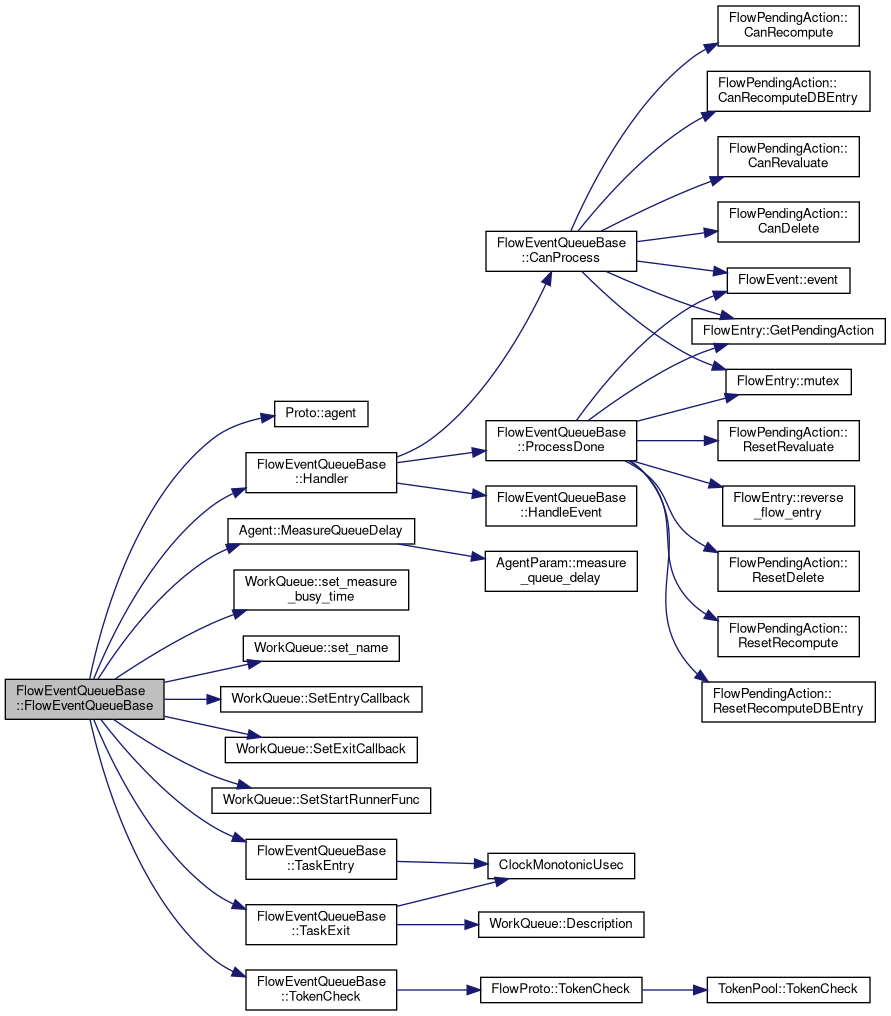 FlowPendingAction::
CanRecompute
FlowPendingAction::
CanRecomputeDBEntry
FlowPendingAction::
CanRevaluate
FlowPendingAction::
CanDelete
FlowEventQueueBase
::CanProcess
FlowEvent::event
FlowEntry::GetPendingAction
FlowEntry::mutex
Proto::agent
FlowEventQueueBase
::Handler
FlowEventQueueBase
::ProcessDone
FlowPendingAction::
ResetRevaluate
FlowEventQueueBase
::HandleEvent
FlowEntry::reverse
_flow_entry
Agent::MeasureQueueDelay
AgentParam::measure
_queue_delay
FlowPendingAction::
ResetDelete
WorkQueue::set_measure
_busy_time
FlowPendingAction::
ResetRecompute
WorkQueue::set_name
FlowEventQueueBase
::FlowEventQueueBase
WorkQueue::SetEntryCallback
FlowPendingAction::
ResetRecomputeDBEntry
WorkQueue::SetExitCallback
WorkQueue::SetStartRunnerFunc
FlowEventQueueBase
::TaskEntry
ClockMonotonicUsec
FlowEventQueueBase
::TaskExit
WorkQueue::Description
FlowEventQueueBase
::TokenCheck
FlowProto::TokenCheck
TokenPool::TokenCheck